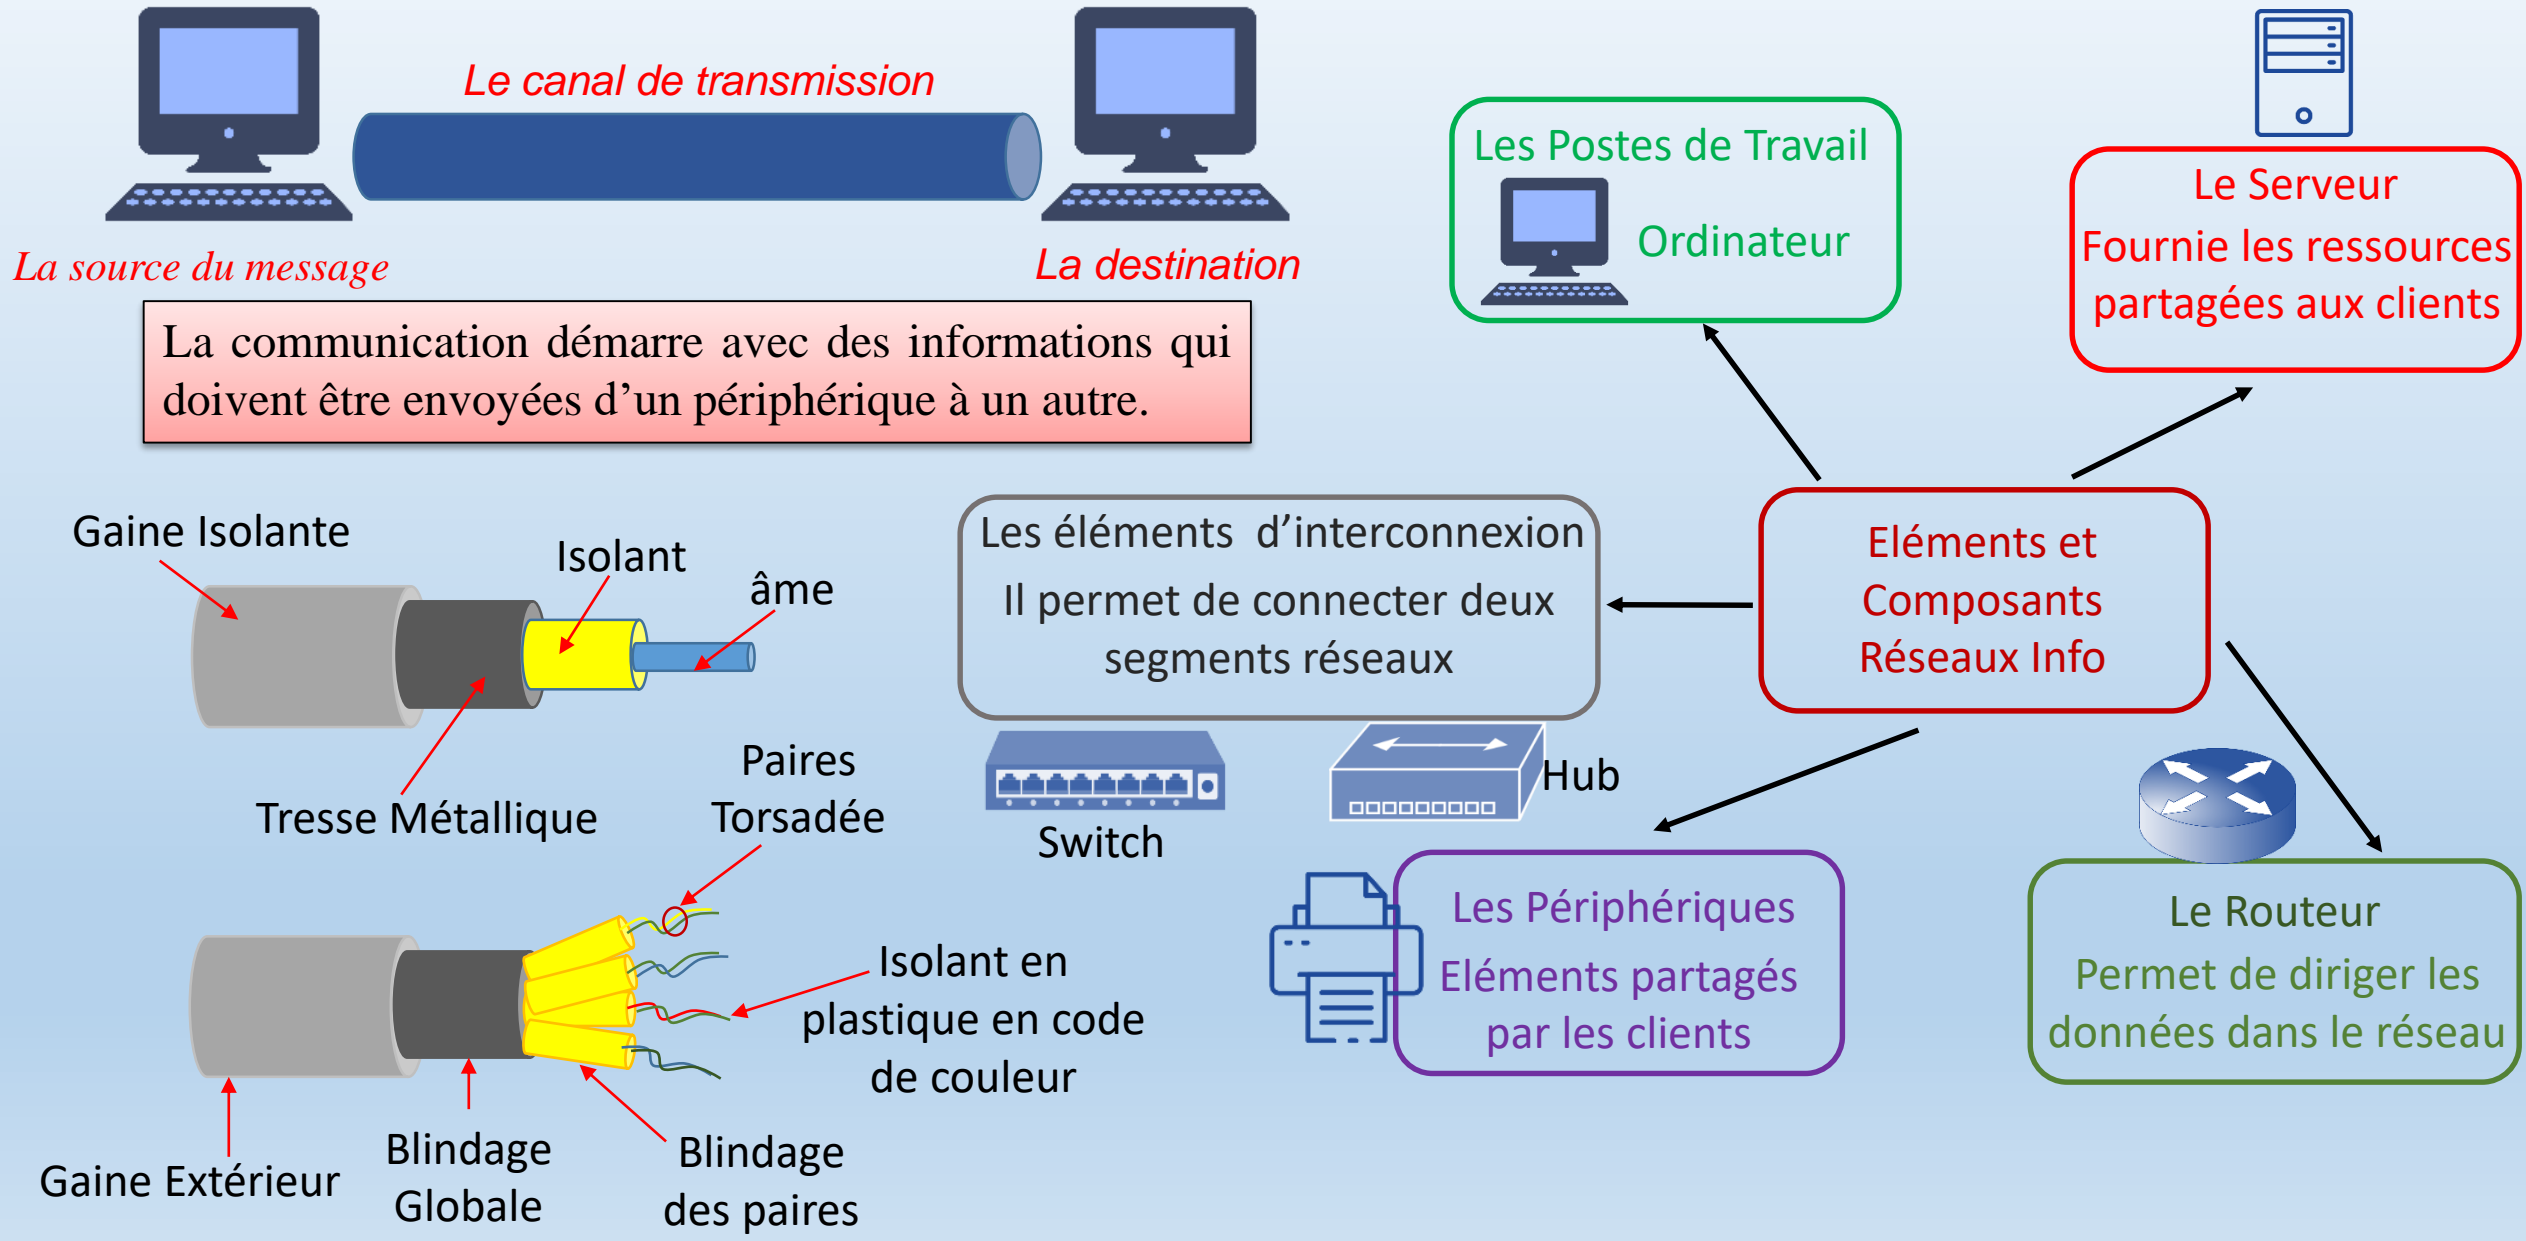 Le canal de transmission
La source du message
La destination
La communication démarre avec des informations qui
doivent être envoyées d’un périphérique à un autre.
Gaine Isolante
Isolant
âme
Tresse Métallique
Paires
Torsadée
Isolant en
plastique en code
de couleur
Gaine Extérieur
Blindage
Globale
Blindage
des paires
Les Postes de Travail
Ordinateur
Le Serveur
Fournie les ressources
partagées aux clients
Les éléments d’interconnexion
Il permet de connecter deux
segments réseaux
Switch
Hub
Eléments et
Composants
Réseaux Info
Les Périphériques
Eléments partagés
par les clients
Le Routeur
Permet de diriger les
données dans le réseau